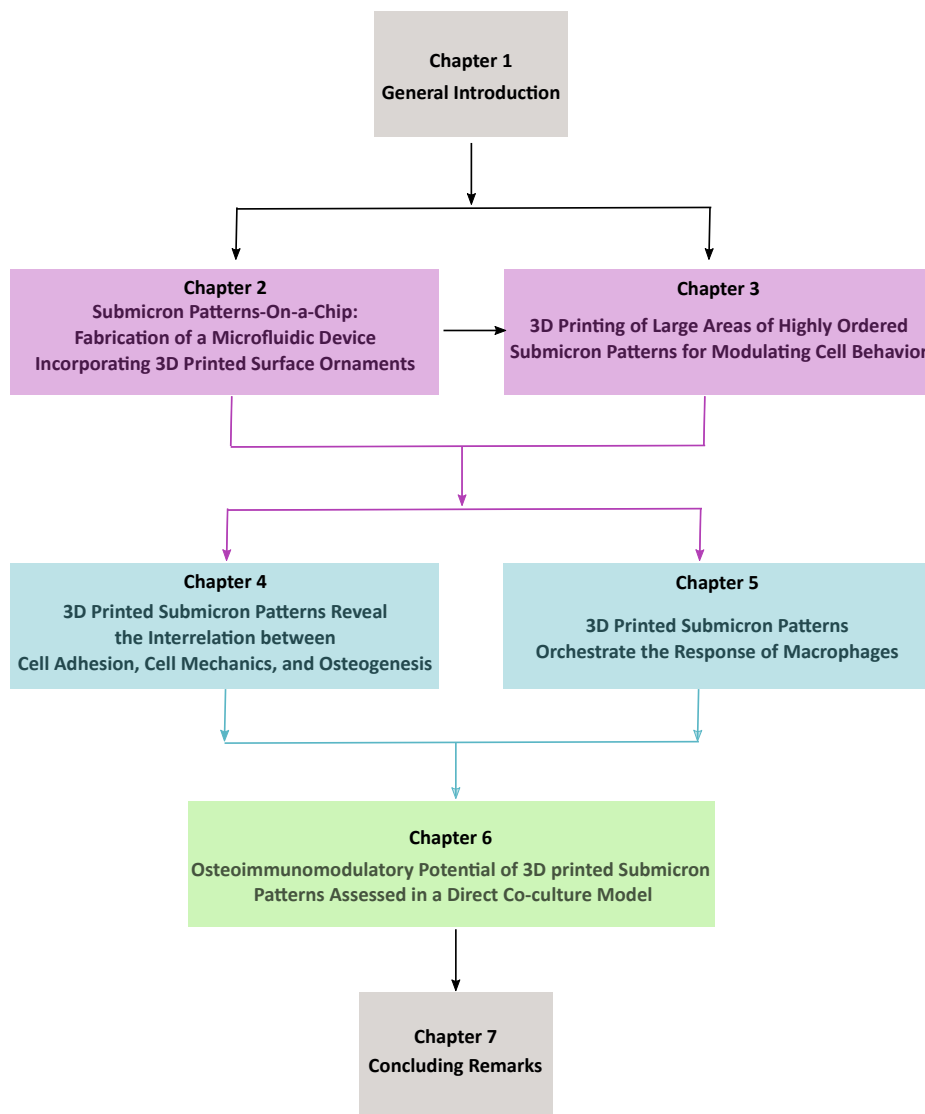 Chapter 1
General Introduction
Chapter 2
Submicron Patterns-On-a-Chip:
Fabrication of a Microfluidic Device
Incorporating 3D Printed Surface Ornaments
Chapter 3
3D Printing of Large Areas of Highly Ordered
Submicron Patterns for Modulating Cell Behavior
Chapter 4
3D Printed Submicron Patterns Reveal
the Interrelation between
Cell Adhesion, Cell Mechanics, and Osteogenesis
Chapter 5
3D Printed Submicron Patterns
Orchestrate the Response of Macrophages
Chapter 6
Osteoimmunomodulatory Potential of 3D printed Submicron
Patterns Assessed in a Direct Co-culture Model
Chapter 7
Concluding Remarks